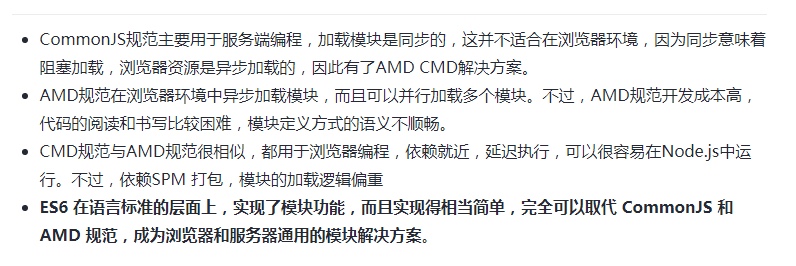 CommonJS规范主要用于服务端编程，加载模块是同步的，这并不适合在浏览器环境，因为同步意味着
阻塞加载，浏览器资源是异步加载的，因此有了AMD CMD解决方案。
AMD规范在浏览器环境中异步加载模块，而且可以并行加载多个模块。不过，AMD规范开发成本高，
代码的阅读和书写比较困难，模块定义方式的语义不顺畅。
CMD规范与AMD规范很相似，都用于浏览器编程，依赖就近，延迟执行，可以很容易在Node.js中运
行。不过，依赖SPM 打包，模块的加载逻辑偏重
ES6 在语言标准的层面上，实现了模块功能，而且实现得相当简单，完全可以取代 CommonJS 和
AMD 规范，成为浏览器和服务器通用的模块解决方案。